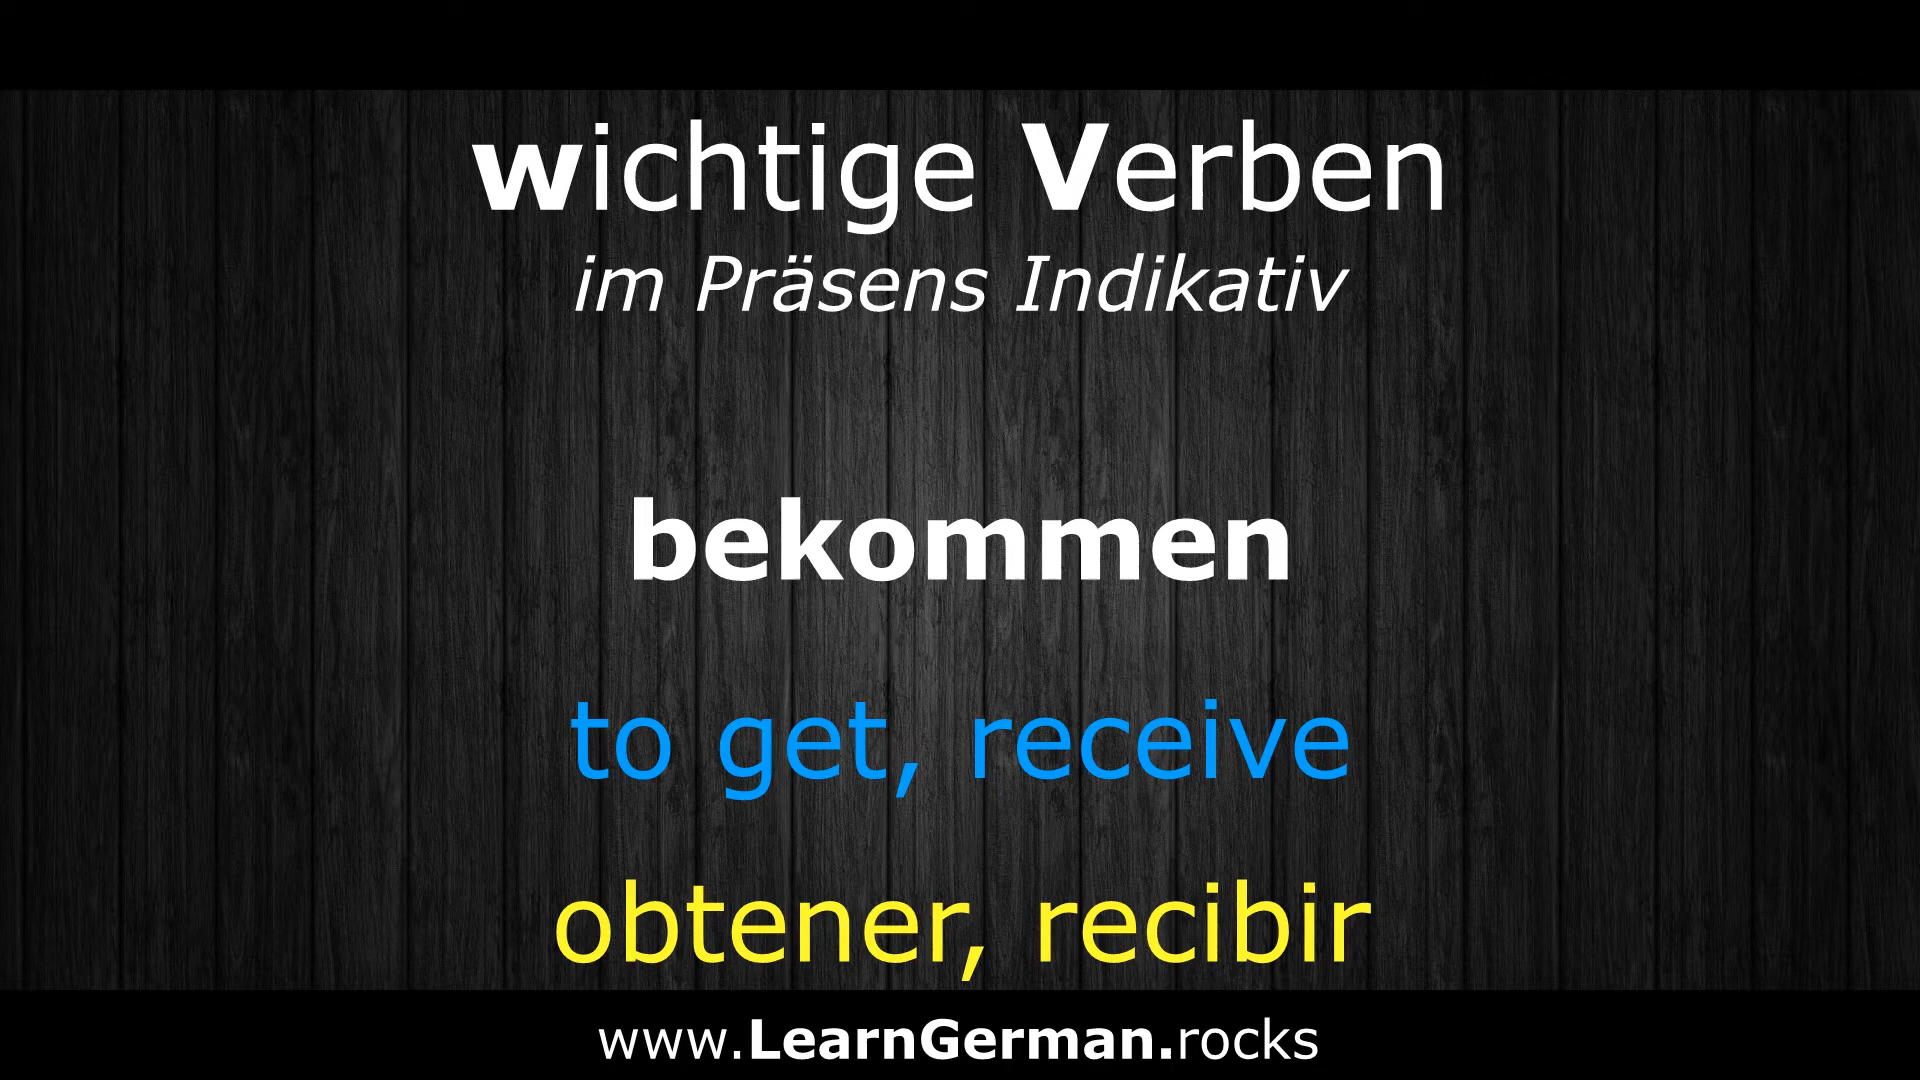 wichtige Verben
im Präsens Indikativ
bekommen
to get, receive
obtener, recibir
www.LearnGerman.rocks